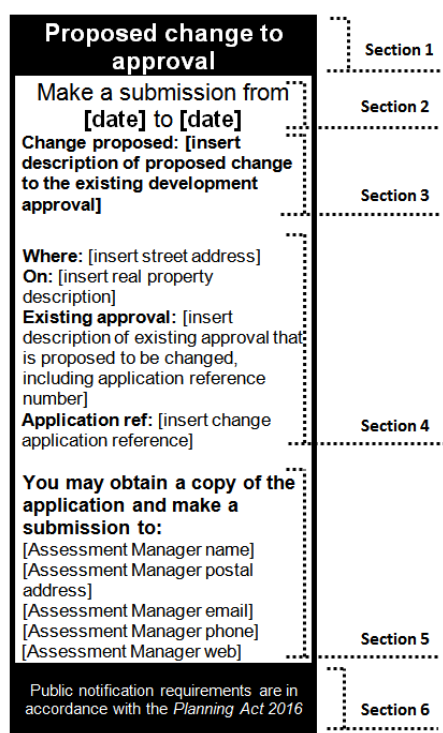 Proposed change to
approval
Section 1
Make a submission from
[date] to [date]
Section 2
Change proposed: [insert
description of proposed change
to the existing development
approval]
Section 3
Where: [insert street address]
On: [insert real property
description]
Existing approval: [insert
description of existing approval that
is proposed to be changed,
including application reference
number]
Application ref: [insert change
application reference]
Section 4
You may obtain a copy of the
application and make a
submission to:
[Assessment Manager name]
[Assessment Manager postal
address]
[Assessment Manager email]
[Assessment Manager phone]
[Assessment Manager web]
Section 5
Public notification requirements are in
accordance with the Planning Act 2016
Section 6